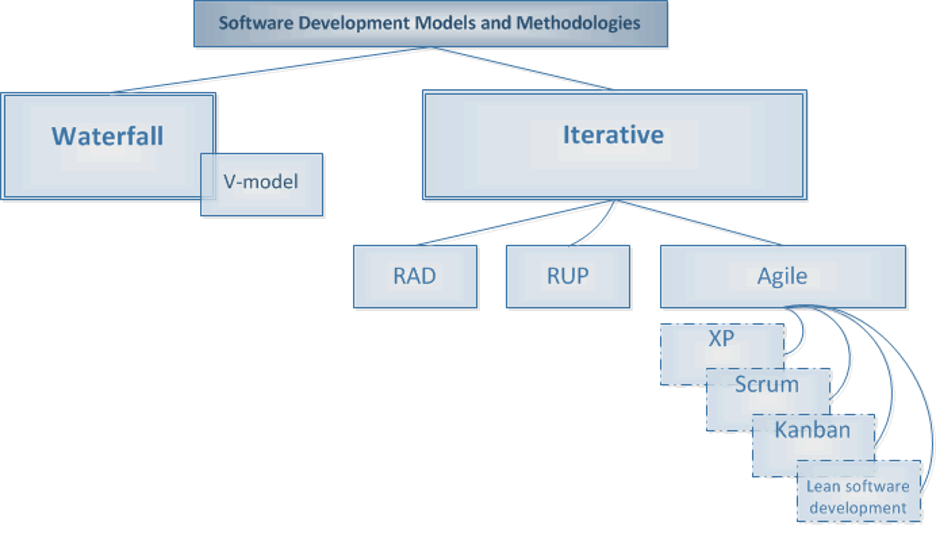 Software Development Models and Methodologies
Waterfall
Iterative
V-model
RAD
RUP
Agile
XP
Scrum
Kanban
Lean software
development